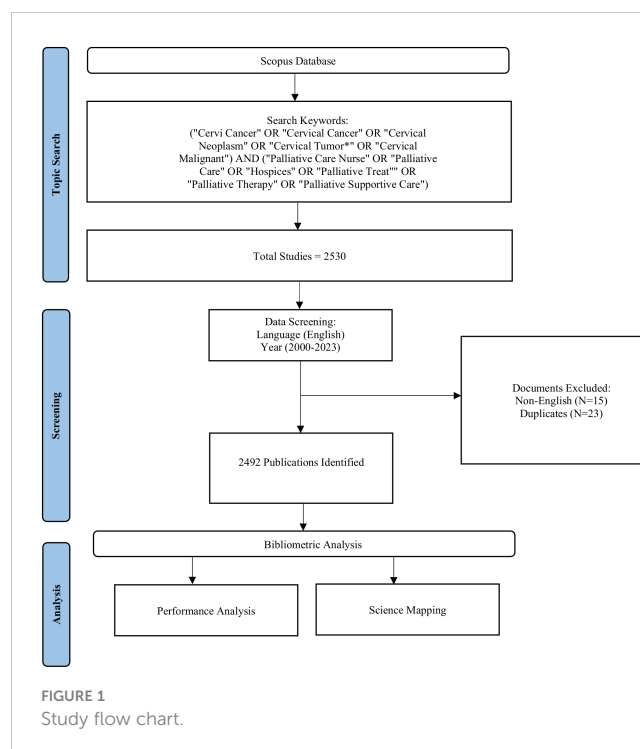 Topic Search
Scopus Database
Search Keywords:
("Cervi Cancer" OR "Cervical Cancer" OR "Cervical
Neoplasm" OR "Cervical Tumor*" OR "Cervical
Malignant") AND ("Palliative Care Nurse" OR "Palliative
Care" OR "Hospices" OR "Palliative Treat"" OR
"Palliative Therapy" OR "Palliative Supportive Care")
Total Studies = 2530
Screening
Data Screening:
Language (English)
Year (2000-2023)
Documents Excluded:
Non-English (N=15)
Duplicates (N=23)
2492 Publications Identified
Analysis
Bibliometric Analysis
Performance Analysis
Science Mapping
FIGURE 1
Study flow chart.